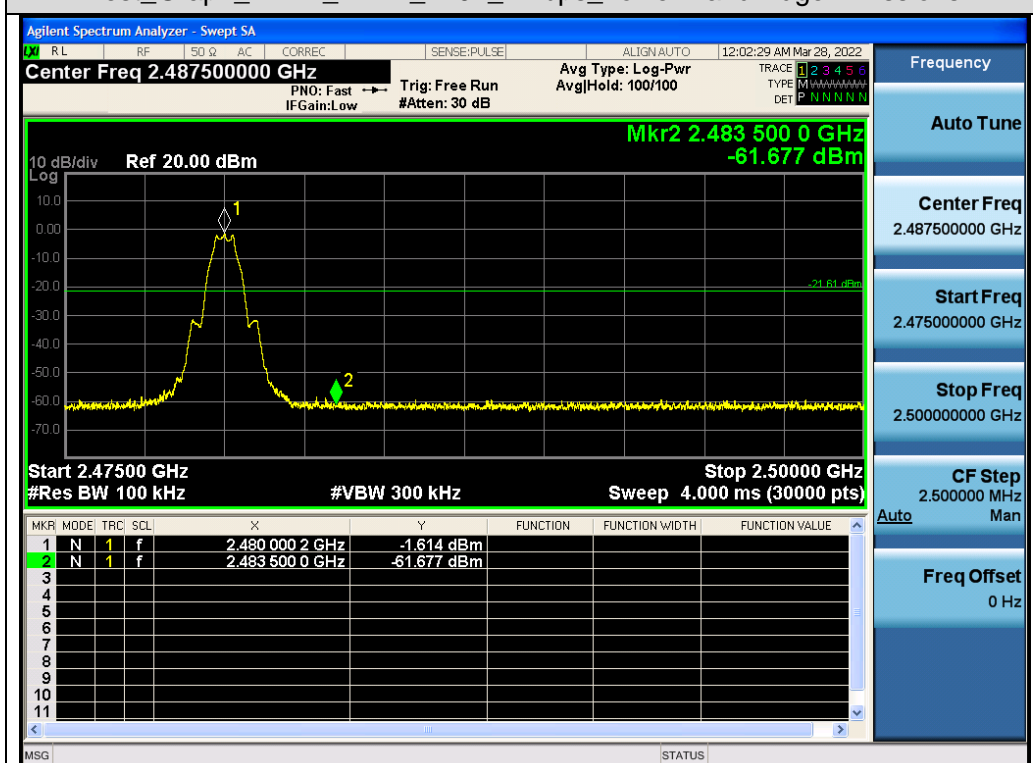 Agilent Spectrum Analyzer - Swept SA
LXI RL RF 50 Ω AC CORREC SENSE:PULSE ALIGN AUTO 12:02:29 AM Mar 28, 2022
Center Freq 2.487500000 GHz
PNO: Fast
IFGain:Low
Trig: Free Run
#Atten: 30 dB
Avg Type: Log-Pwr
Avg|Hold: 100/100
TRACE 1 2 3 4 5 6
TYPE M
DET P N N N N N
Mkr2 2.483 500 0 GHz
-61.677 dBm
10 dB/div Ref 20.00 dBm
Log
10.0
0.00
-10.0
-20.0
-30.0
-40.0
-50.0
-60.0
-70.0
1
-21.61 dBm
2
Start 2.47500 GHz Stop 2.50000 GHz
#Res BW 100 kHz #VBW 300 kHz Sweep 4.000 ms (30000 pts)
MKR MODE TRC SCL X Y FUNCTION FUNCTION WIDTH FUNCTION VALUE
1 N 1 f 2.480 000 2 GHz -1.614 dBm
2 N 1 f 2.483 500 0 GHz -61.677 dBm
3
4
5
6
7
8
9
10
11
MSG STATUS
Frequency
Auto Tune
Center Freq
2.487500000 GHz
Start Freq
2.475000000 GHz
Stop Freq
2.500000000 GHz
CF Step
2.500000 MHz
Auto Man
Freq Offset
0 Hz